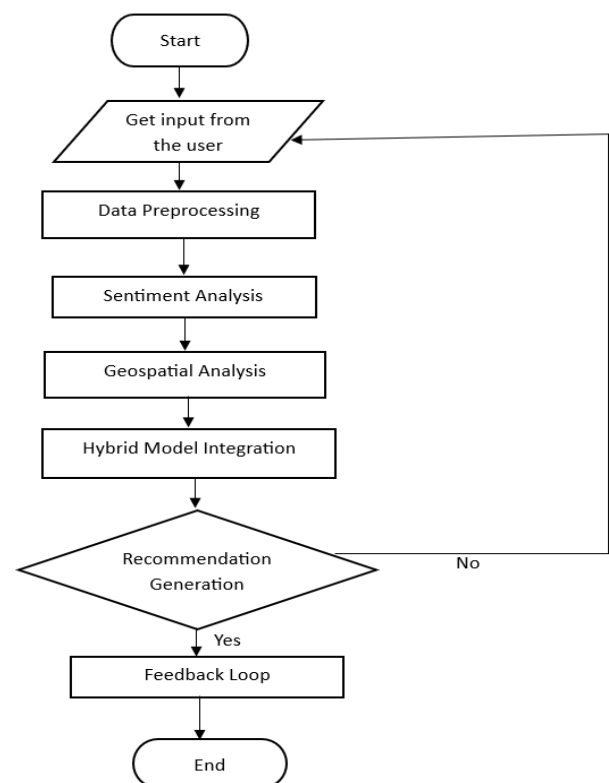 Start
Get input from
the user
Data Preprocessing
Sentiment Analysis
Geospatial Analysis
Hybrid Model Integration
Recommendation
Generation
No
Yes
Feedback Loop
End